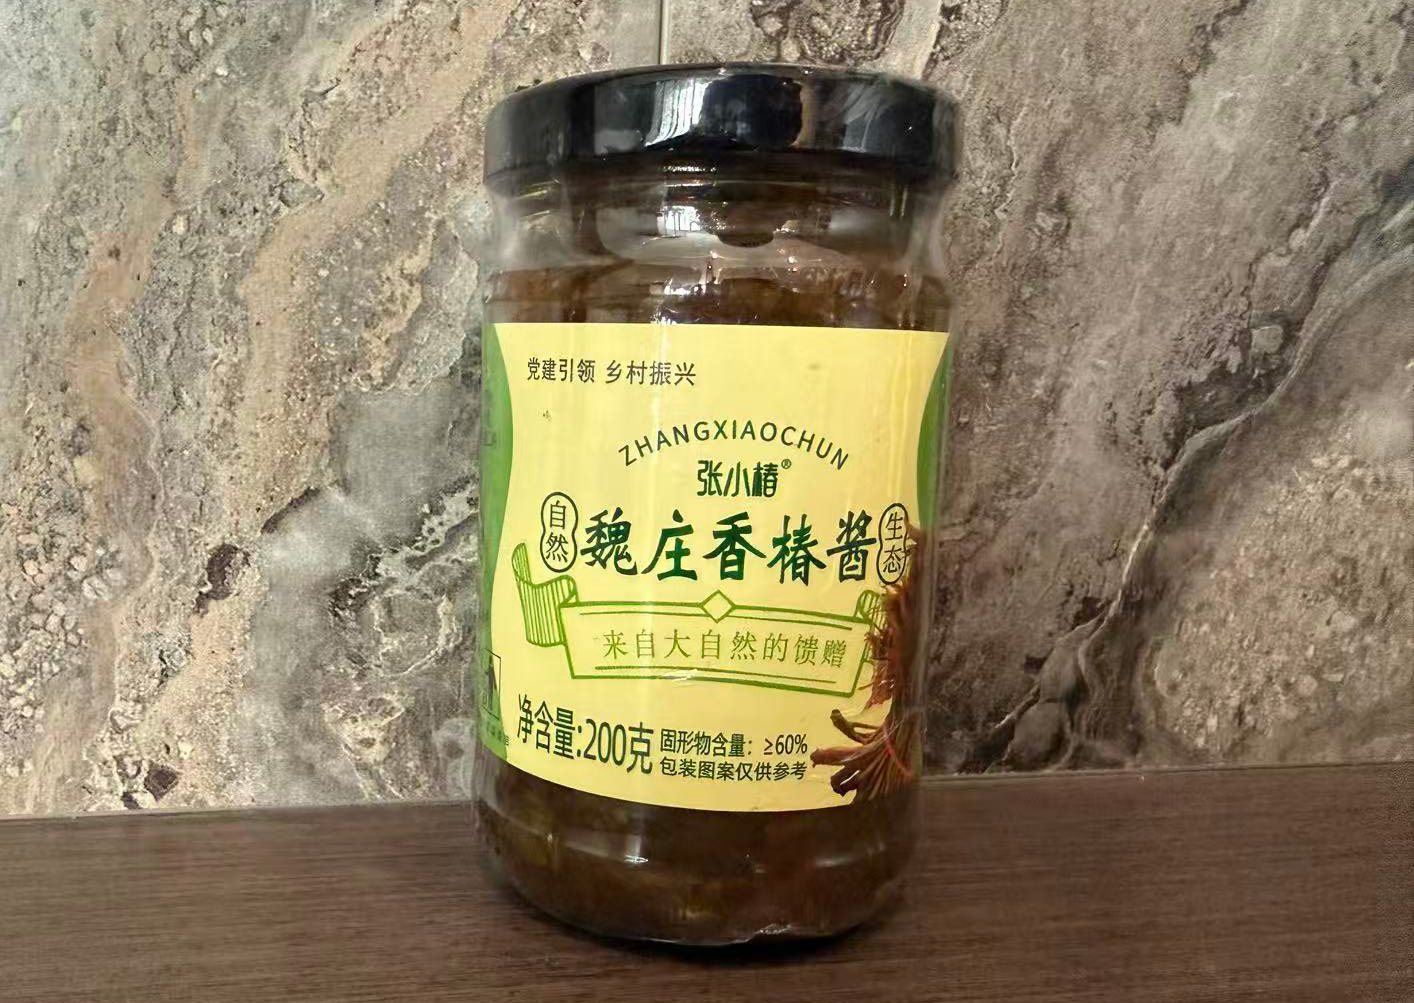 党建引领 乡村振兴
ZHANGXIAOCHUN
张小椿®
自然
魏庄香椿酱
生态
来自大自然的馈赠
净含量:200克
固形物含量：≥60%
包装图案仅供参考